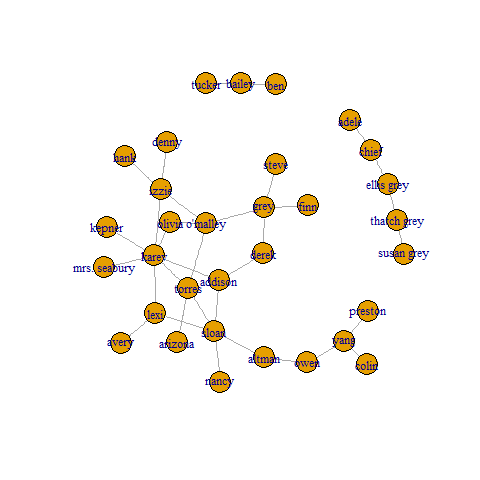 tucker
bailey
ben
adele
chief
denny
hank
steve
ellis grey
izzie
grey
finn
thatch grey
olivia
o'malley
kepner
karev
derek
susan grey
mrs. seabury
addison
torres
lexi
preston
sloan
avery
arizona
yang
altman
owen
colin
nancy